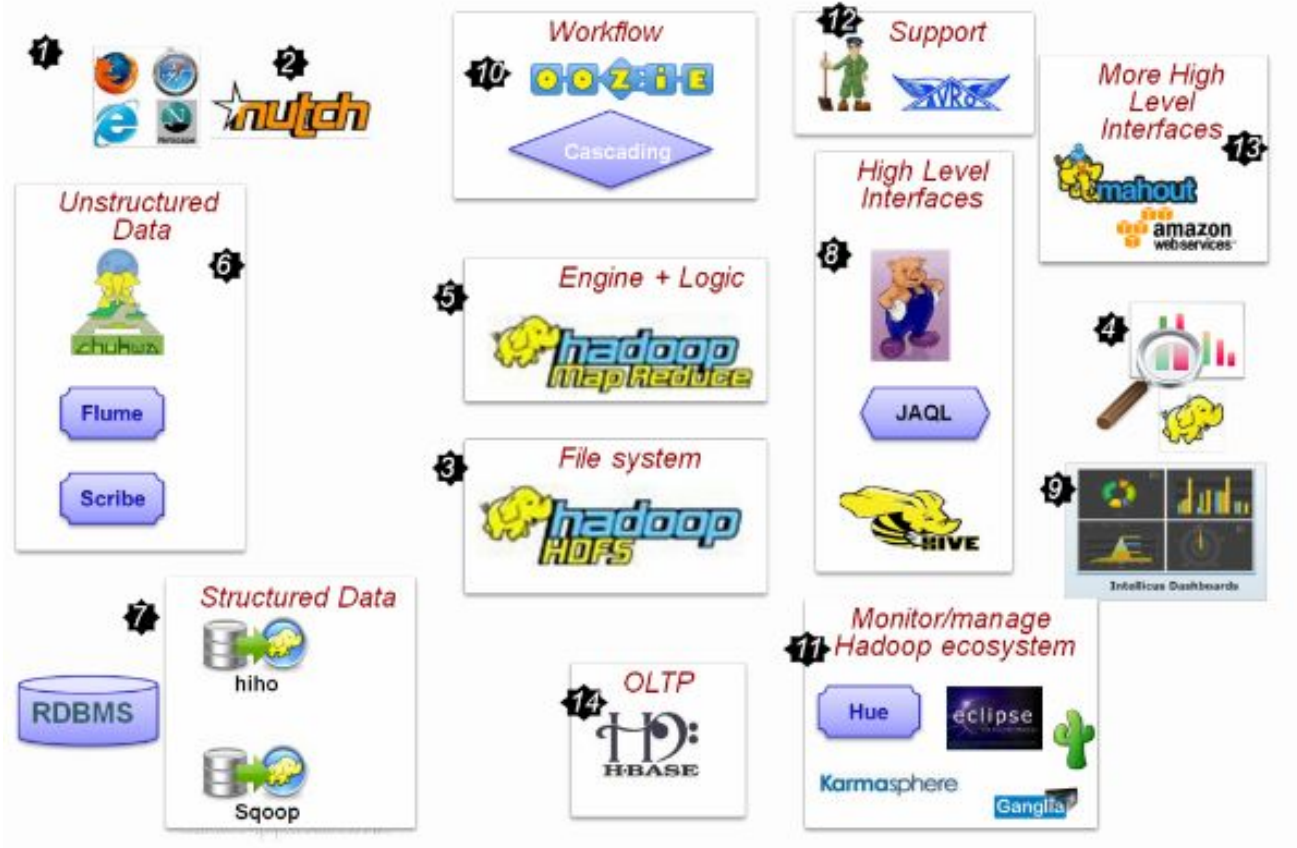 1
Netscape
2
nutch
Workflow
10
OOZiE
Cascading
12
Support
AVRO
More High
Level
Interfaces
13
mahout
amazon
webservices
Unstructured
Data
6
chukwa
Flume
Scribe
5
Engine + Logic
hadoop
Map Reduce
3
File system
hadoop
HDFS
High Level
Interfaces
8
JAQL
HIVE
4
9
Intellicus Dashboards
7
Structured Data
hiho
RDBMS
Sqoop
14
OLTP
H
HBASE
Monitor/manage
11
Hadoop ecosystem
Hue
eclipse
Karmasphere
Ganglia